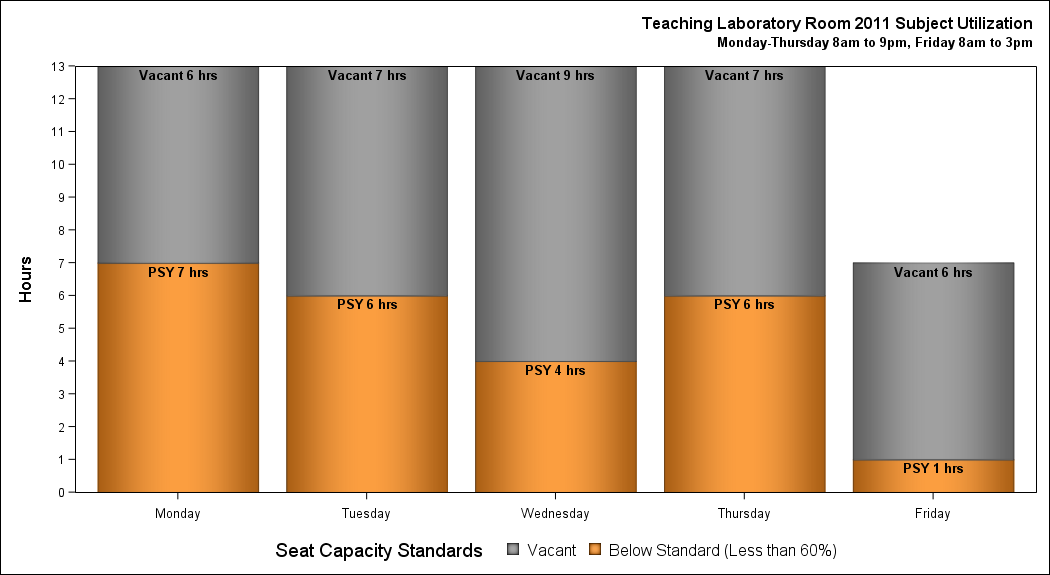 Teaching Laboratory Room 2011 Subject Utilization
Monday-Thursday 8am to 9pm, Friday 8am to 3pm
Hours
13
12
11
10
9
8
7
6
5
4
3
2
1
0
Vacant 6 hrs
PSY 7 hrs
Vacant 7 hrs
PSY 6 hrs
Vacant 9 hrs
PSY 4 hrs
Vacant 7 hrs
PSY 6 hrs
Vacant 6 hrs
PSY 1 hrs
Monday Tuesday Wednesday Thursday Friday
Seat Capacity Standards Vacant Below Standard (Less than 60%)